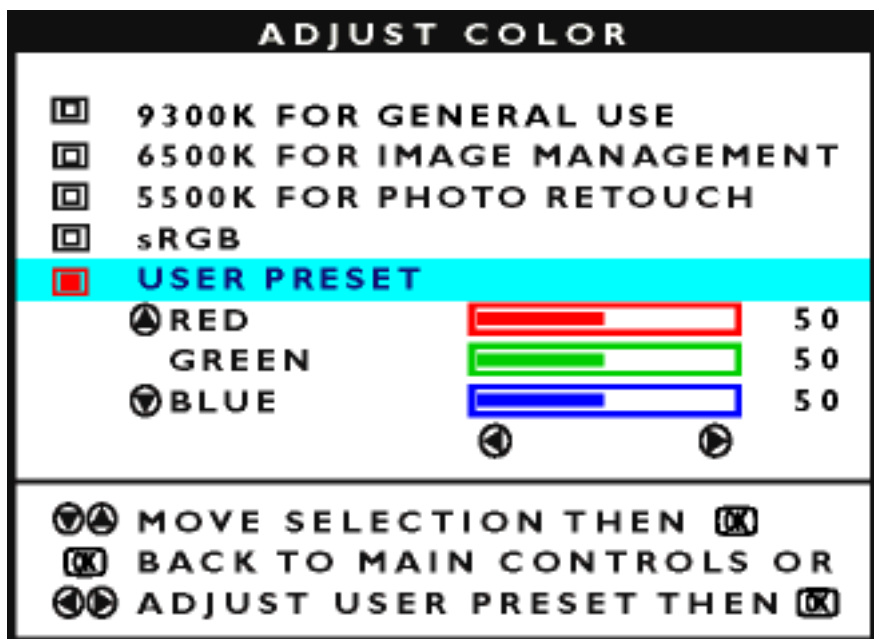 ADJUST COLOR
9300K FOR GENERAL USE
6500K FOR IMAGE MANAGEMENT
5500K FOR PHOTO RETOUCH
sRGB
USER PRESET
RED 50
GREEN 50
BLUE 50
MOVE SELECTION THEN OK
OK BACK TO MAIN CONTROLS OR
ADJUST USER PRESET THEN OK